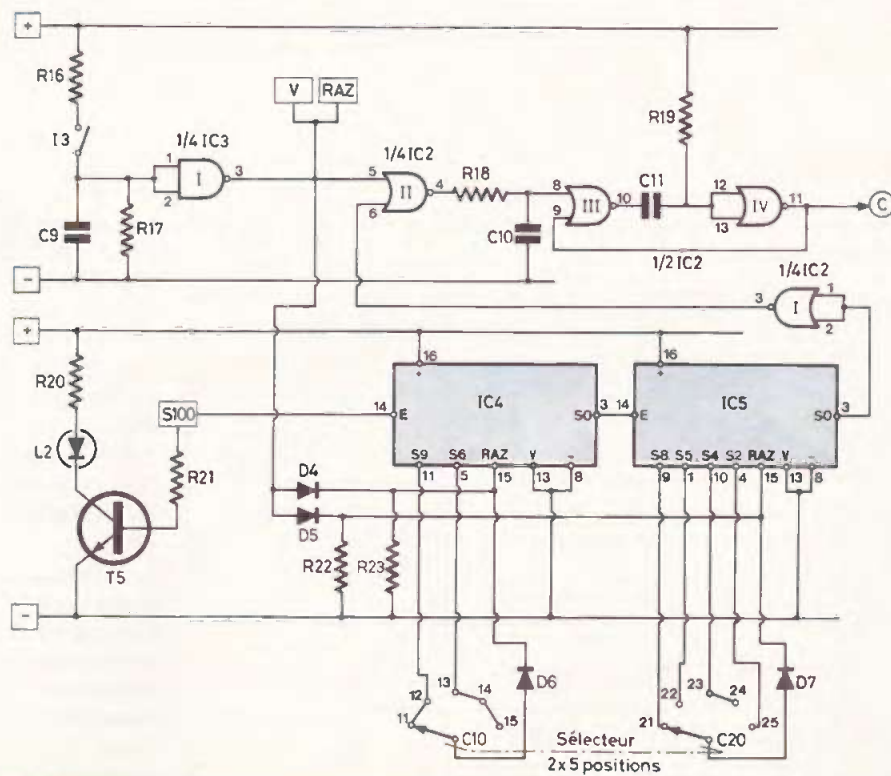 +
R16
I3
1/4 IC3
1
2
I
3
C9
R17
V
RAZ
1/4 IC2
5
6
II
4
R18
C10
8
9
III
10
C11
R19
12
13
IV
11
C
1/2 IC2
-
1/4 IC2
3
I
1
2
+
R20
L2
T5
S100
R21
-
16
+
14
E
IC4
SO
3
S9
S6
RAZ
V
-
11
5
15
13
8
16
+
14
E
IC5
SO
3
S8
S5
S4
S2
RAZ
V
-
9
1
10
4
15
13
8
D4
D5
R22
R23
12
11
13
14
15
C10
D6
22
21
23
24
25
C20
D7
Sélecteur
2x5 positions